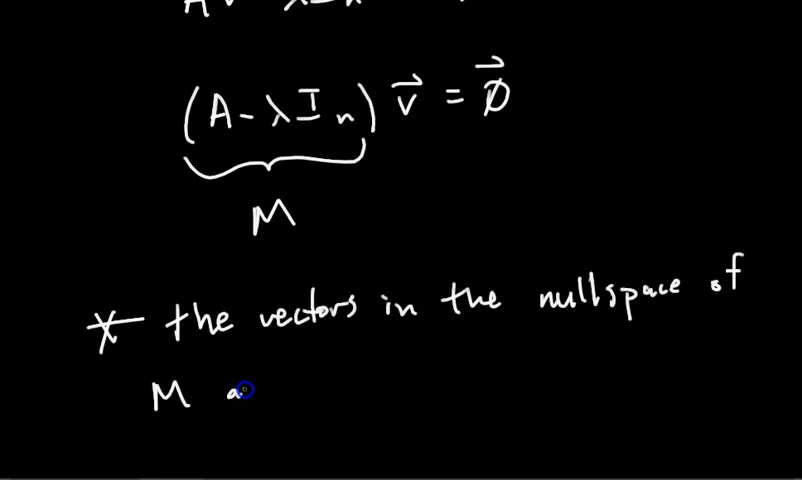 (A - λI_n) v⃗ = 0⃗
M
* the vectors in the nullspace of
M a